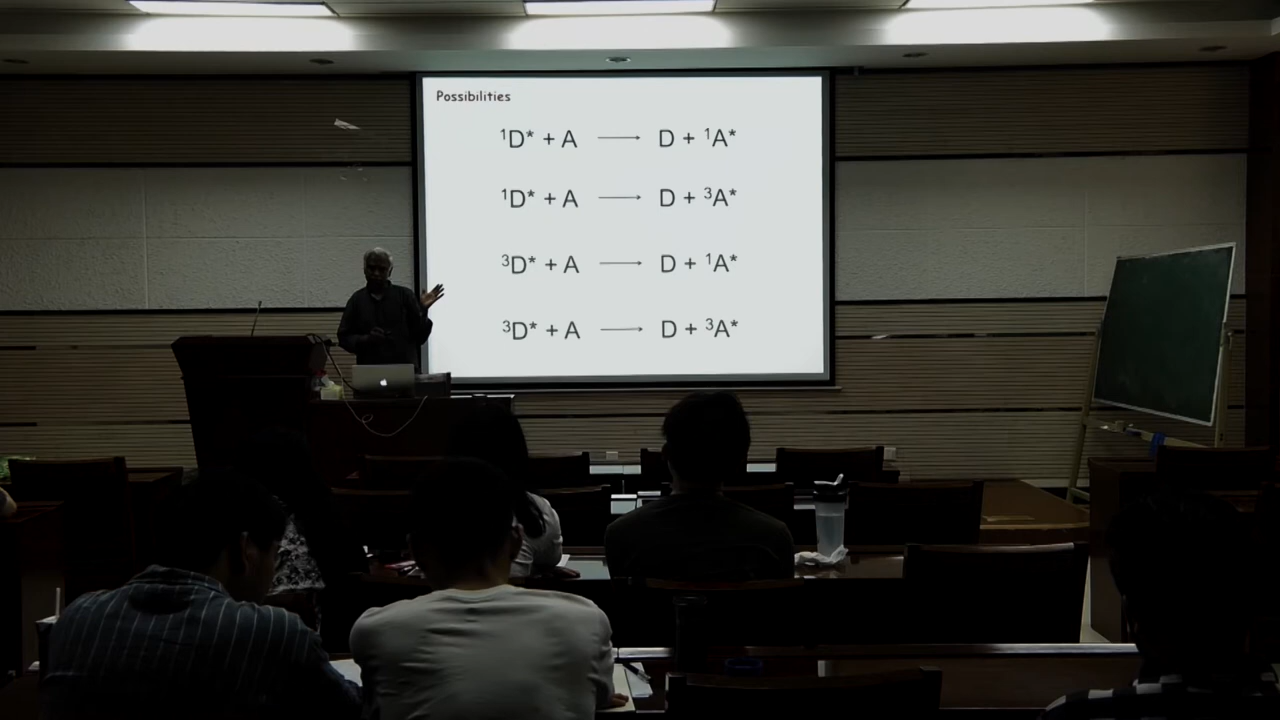 Possibilities
¹D* + A ⟶ D + ¹A*
¹D* + A ⟶ D + ³A*
³D* + A ⟶ D + ¹A*
³D* + A ⟶ D + ³A*